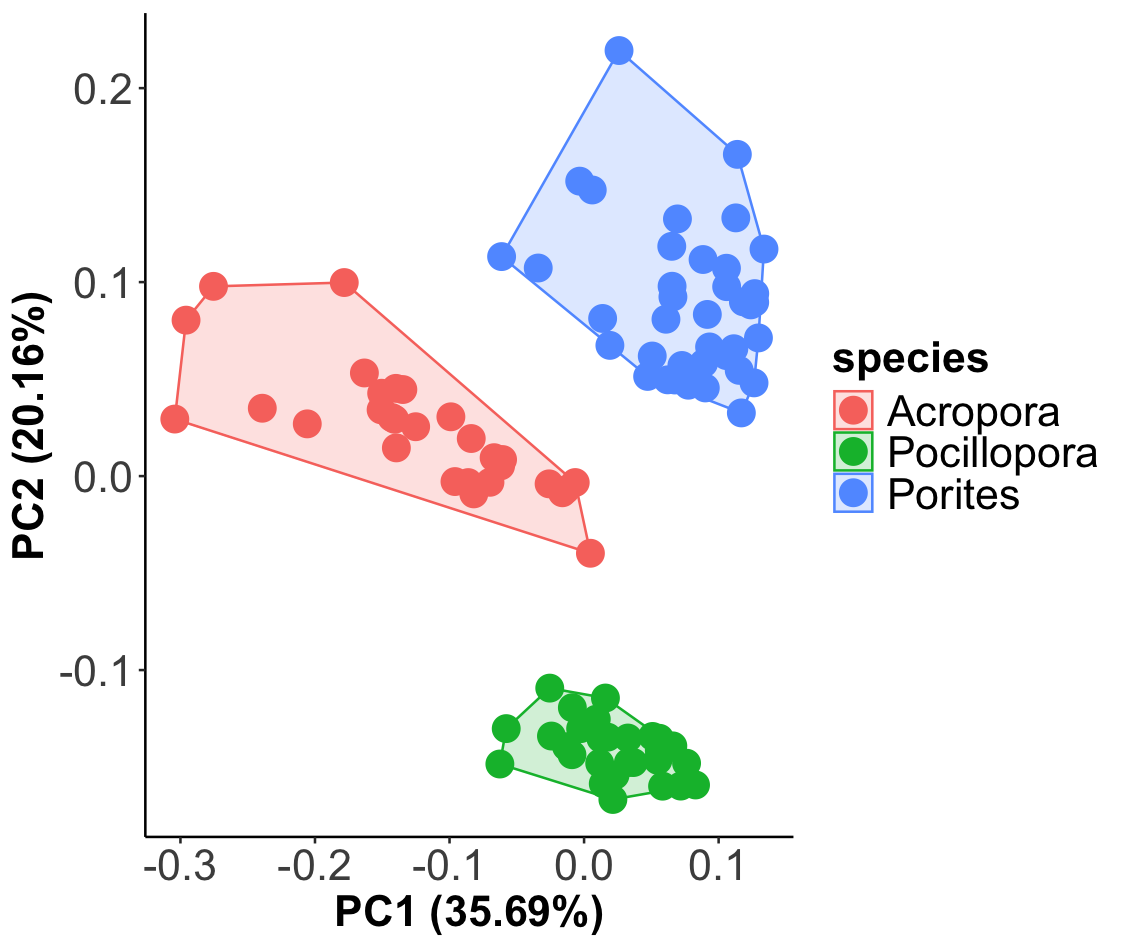 0.2
0.1
0.0
-0.1
PC2 (20.16%)
-0.3
-0.2
-0.1
0.0
0.1
PC1 (35.69%)
species
Acropora
Pocillopora
Porites